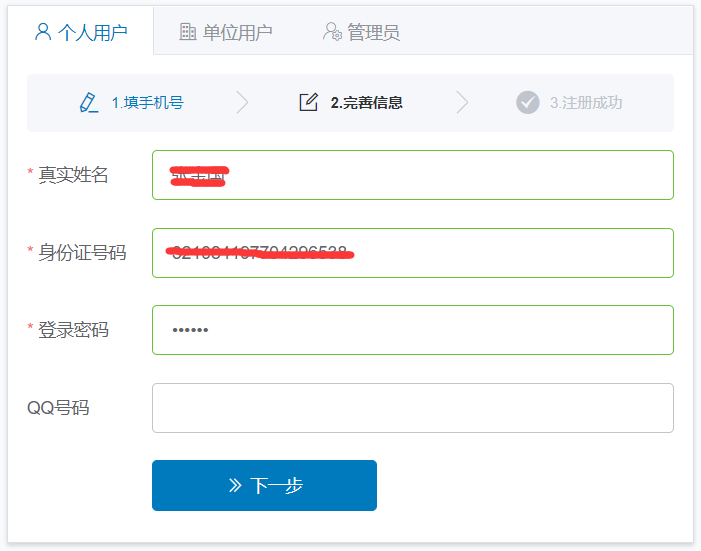 个人用户 单位用户 管理员
1.填手机号 2.完善信息 3.注册成功
* 真实姓名
* 身份证号码
* 登录密码 ••••••
QQ号码
下一步